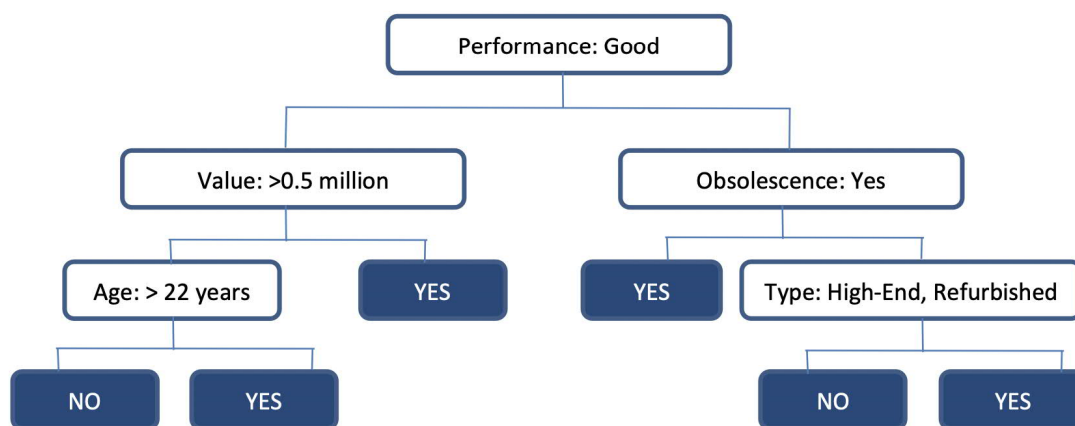 Performance: Good
Value: >0.5 million
Obsolescence: Yes
Age: > 22 years
YES
YES
Type: High-End, Refurbished
NO
YES
NO
YES